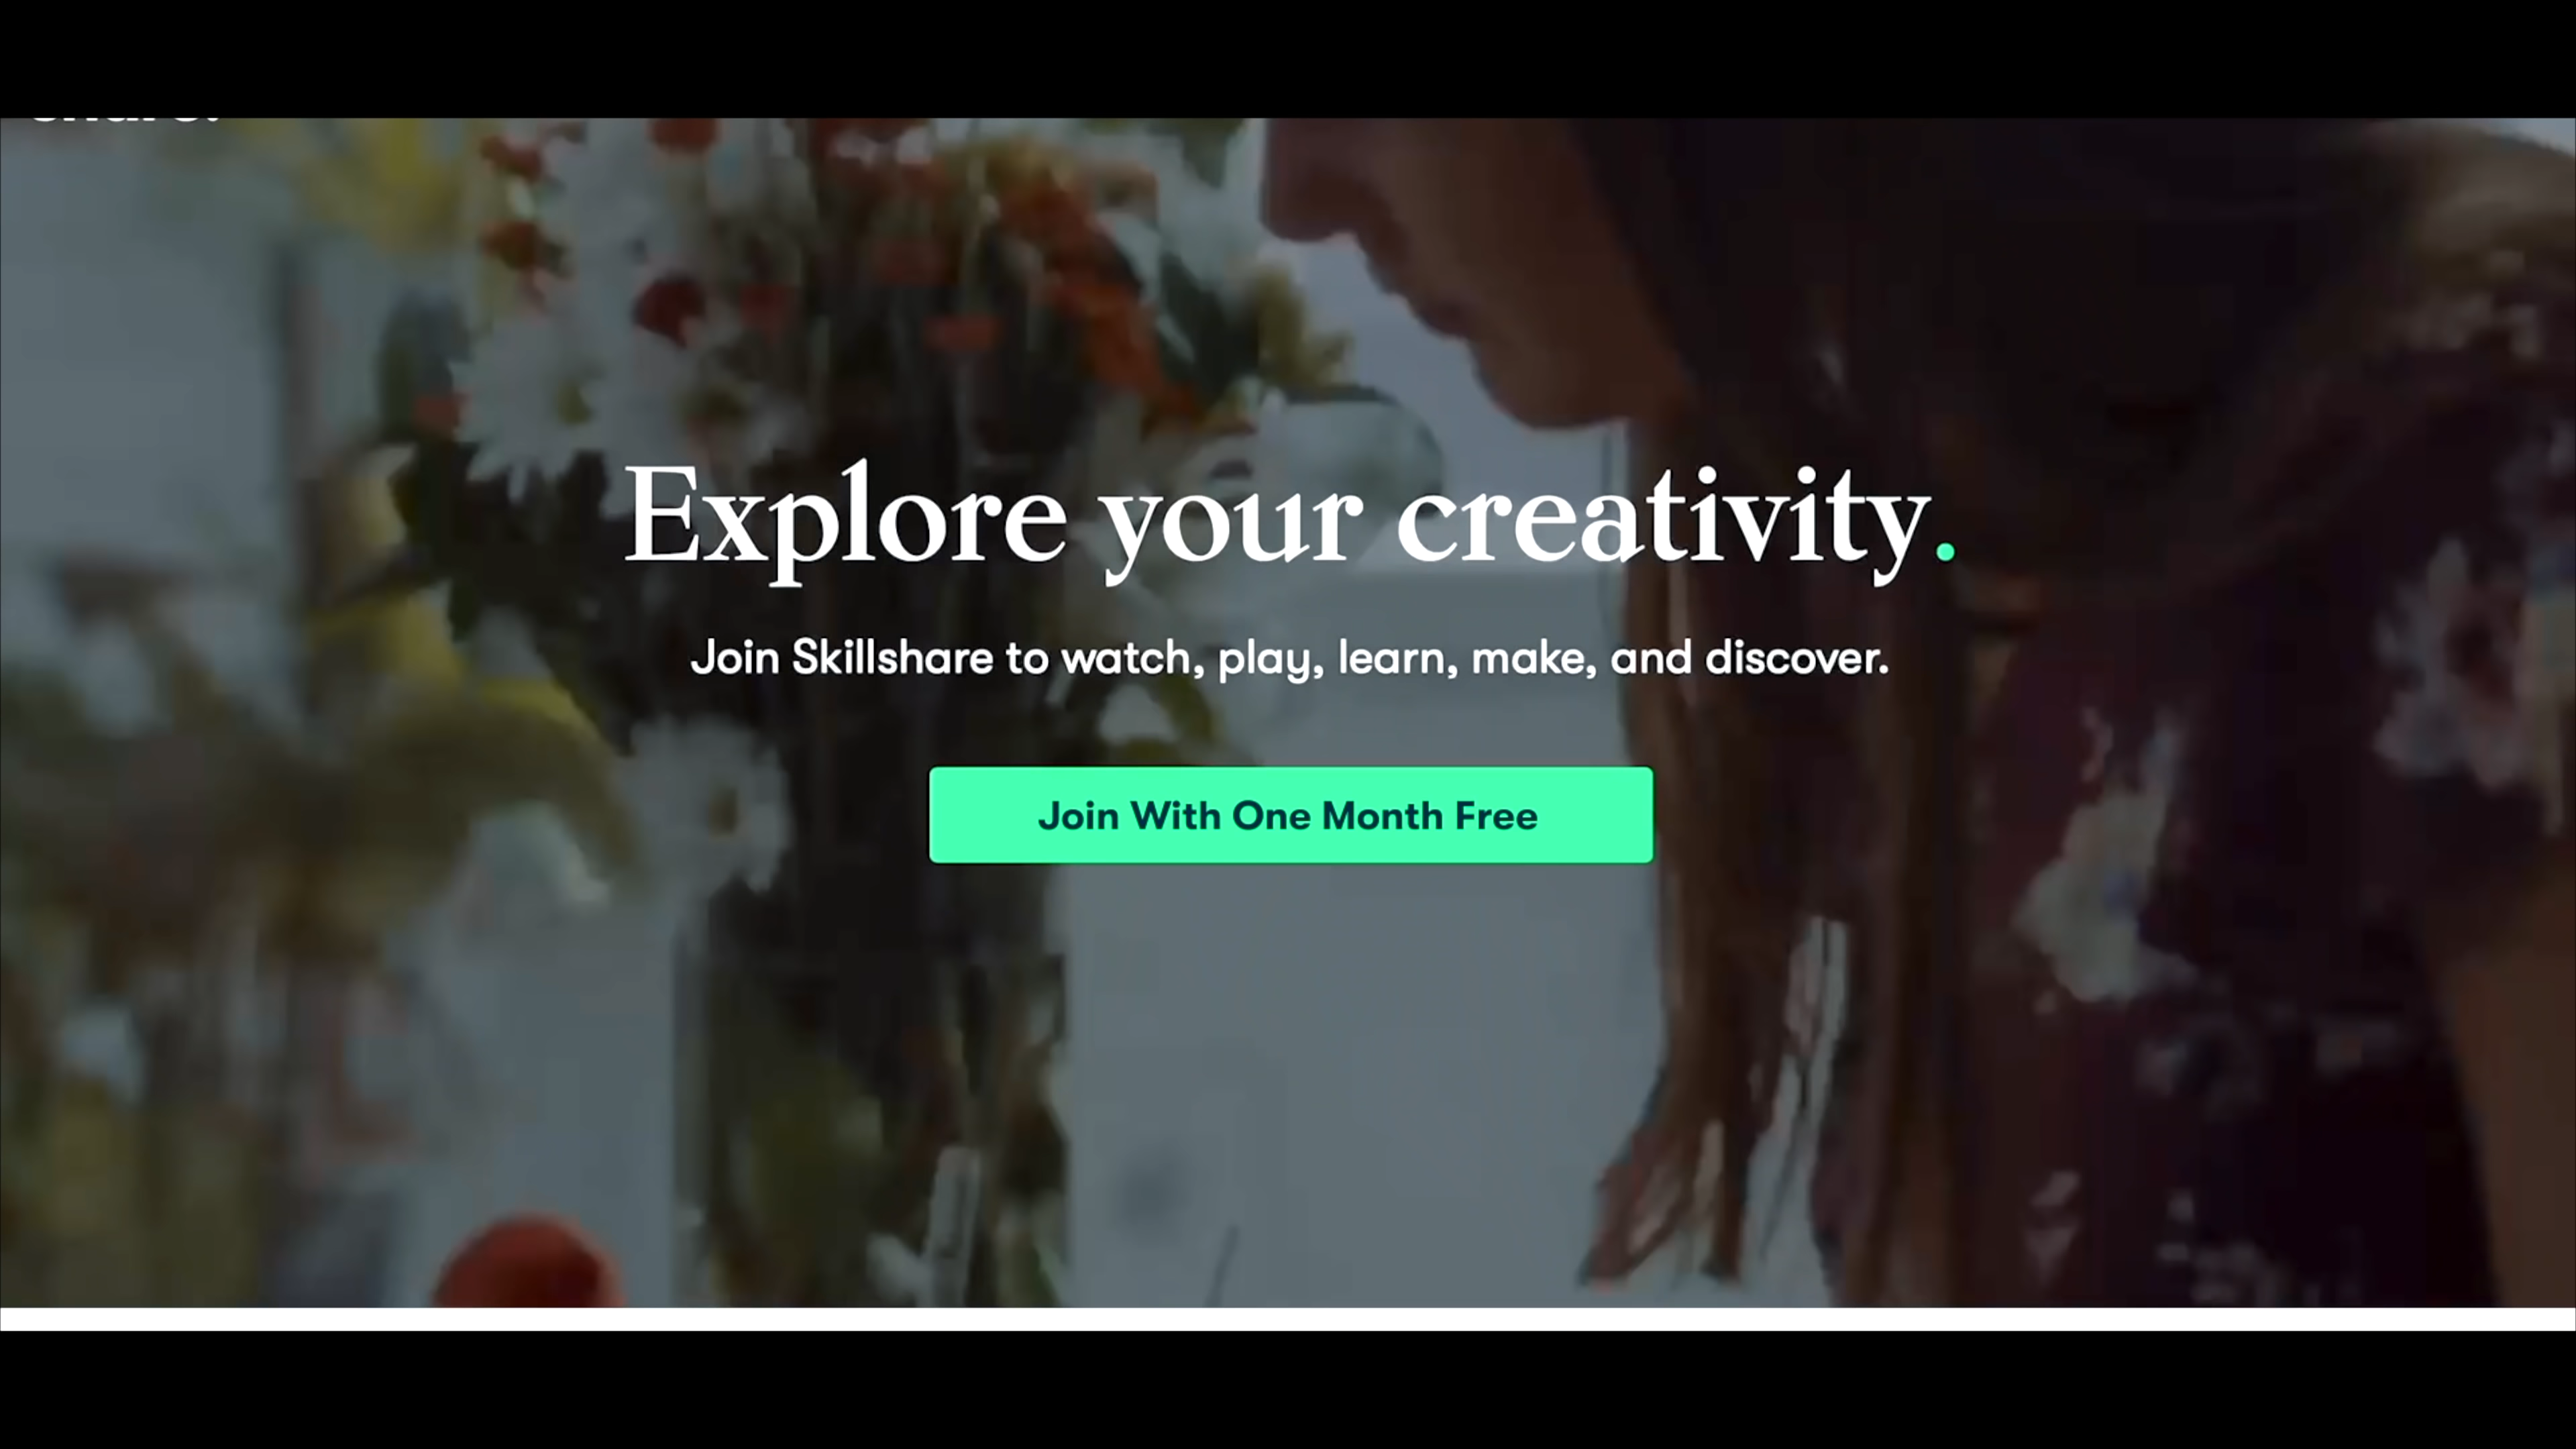 Explore your creativity.
Join Skillshare to watch, play, learn, make, and discover.
Join With One Month Free